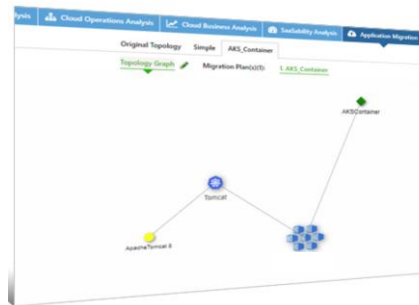 lysis Cloud Operations Analysis Cloud Business Analysis SaaSability Analysis Application Migration
Original Topology Simple AKS_Container
Topology Graph Migration Plan(s)(1): 1. AKS_Container
AKSContainer
Tomcat
ApacheTomcat 8